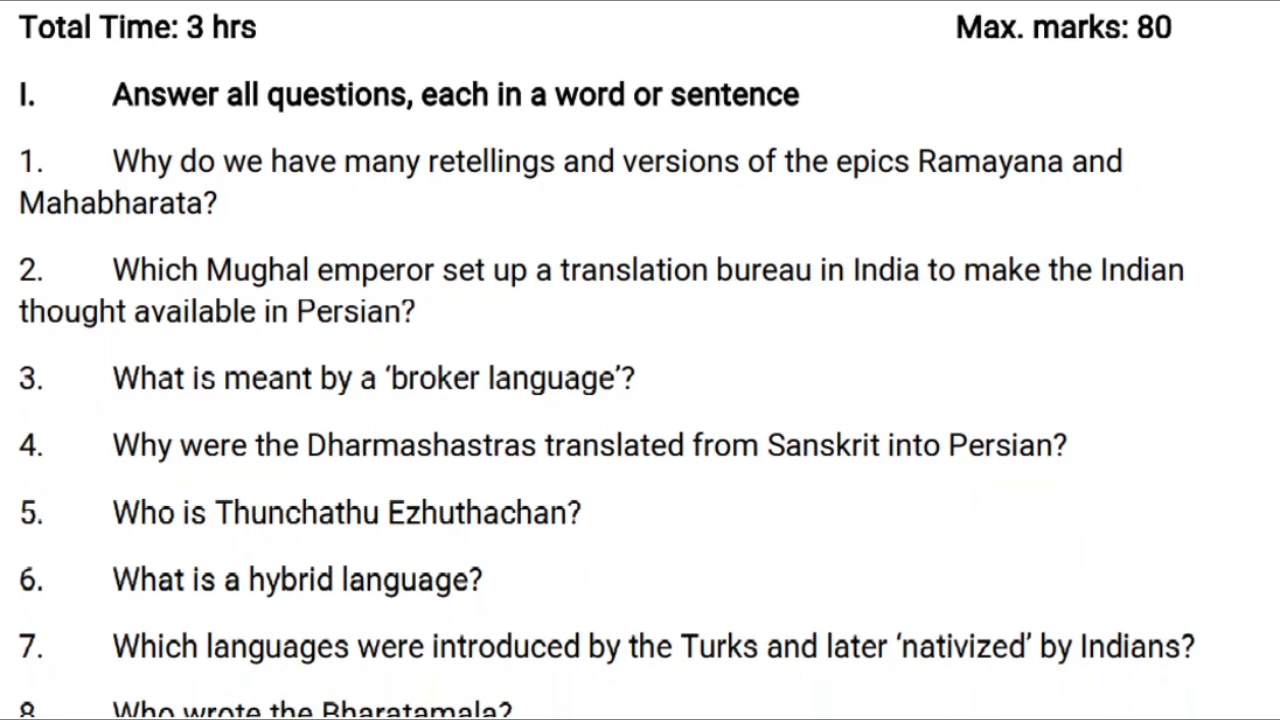 Total Time: 3 hrs Max. marks: 80
I. Answer all questions, each in a word or sentence
1. Why do we have many retellings and versions of the epics Ramayana and
Mahabharata?
2. Which Mughal emperor set up a translation bureau in India to make the Indian
thought available in Persian?
3. What is meant by a ‘broker language’?
4. Why were the Dharmashastras translated from Sanskrit into Persian?
5. Who is Thunchathu Ezhuthachan?
6. What is a hybrid language?
7. Which languages were introduced by the Turks and later ‘nativized’ by Indians?
8. Who wrote the Bharatamala?